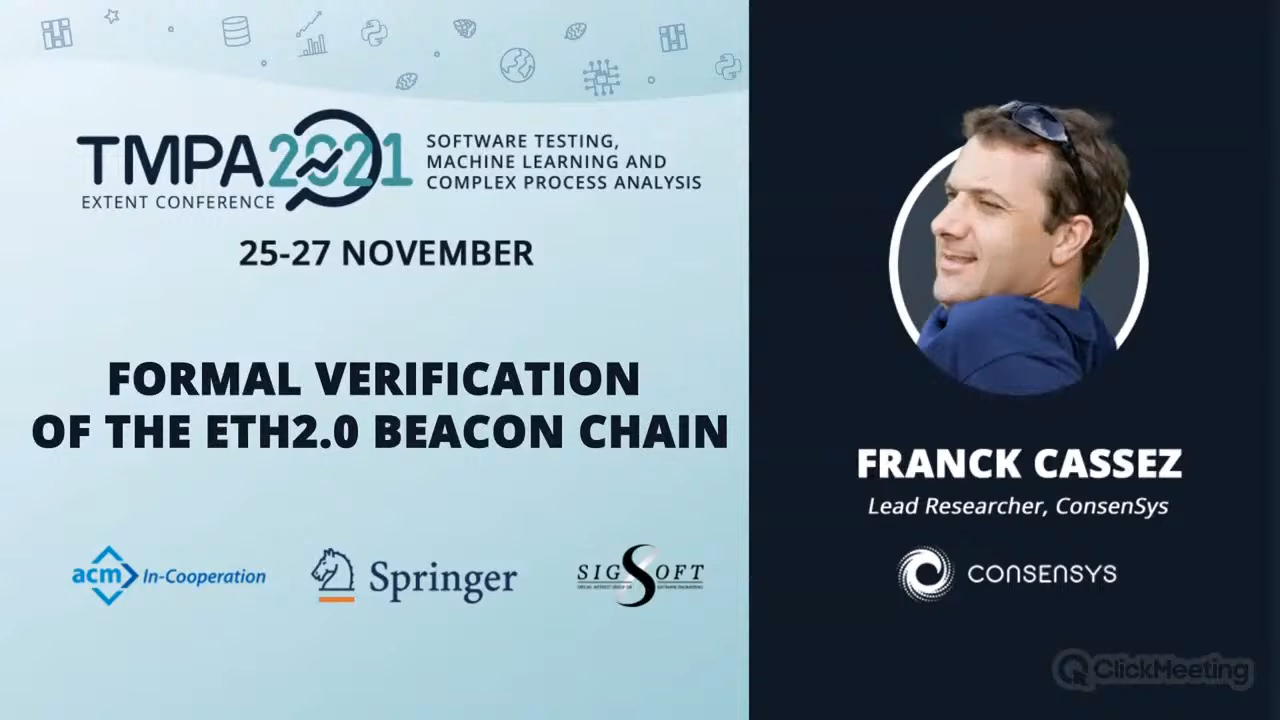 TMPA2021
EXTENT CONFERENCE
SOFTWARE TESTING,
MACHINE LEARNING AND
COMPLEX PROCESS ANALYSIS
25-27 NOVEMBER
FORMAL VERIFICATION
OF THE ETH2.0 BEACON CHAIN
acm In-Cooperation
Springer
SIGSOFT
FRANCK CASSEZ
Lead Researcher, ConsenSys
CONSENSYS
ClickMeeting